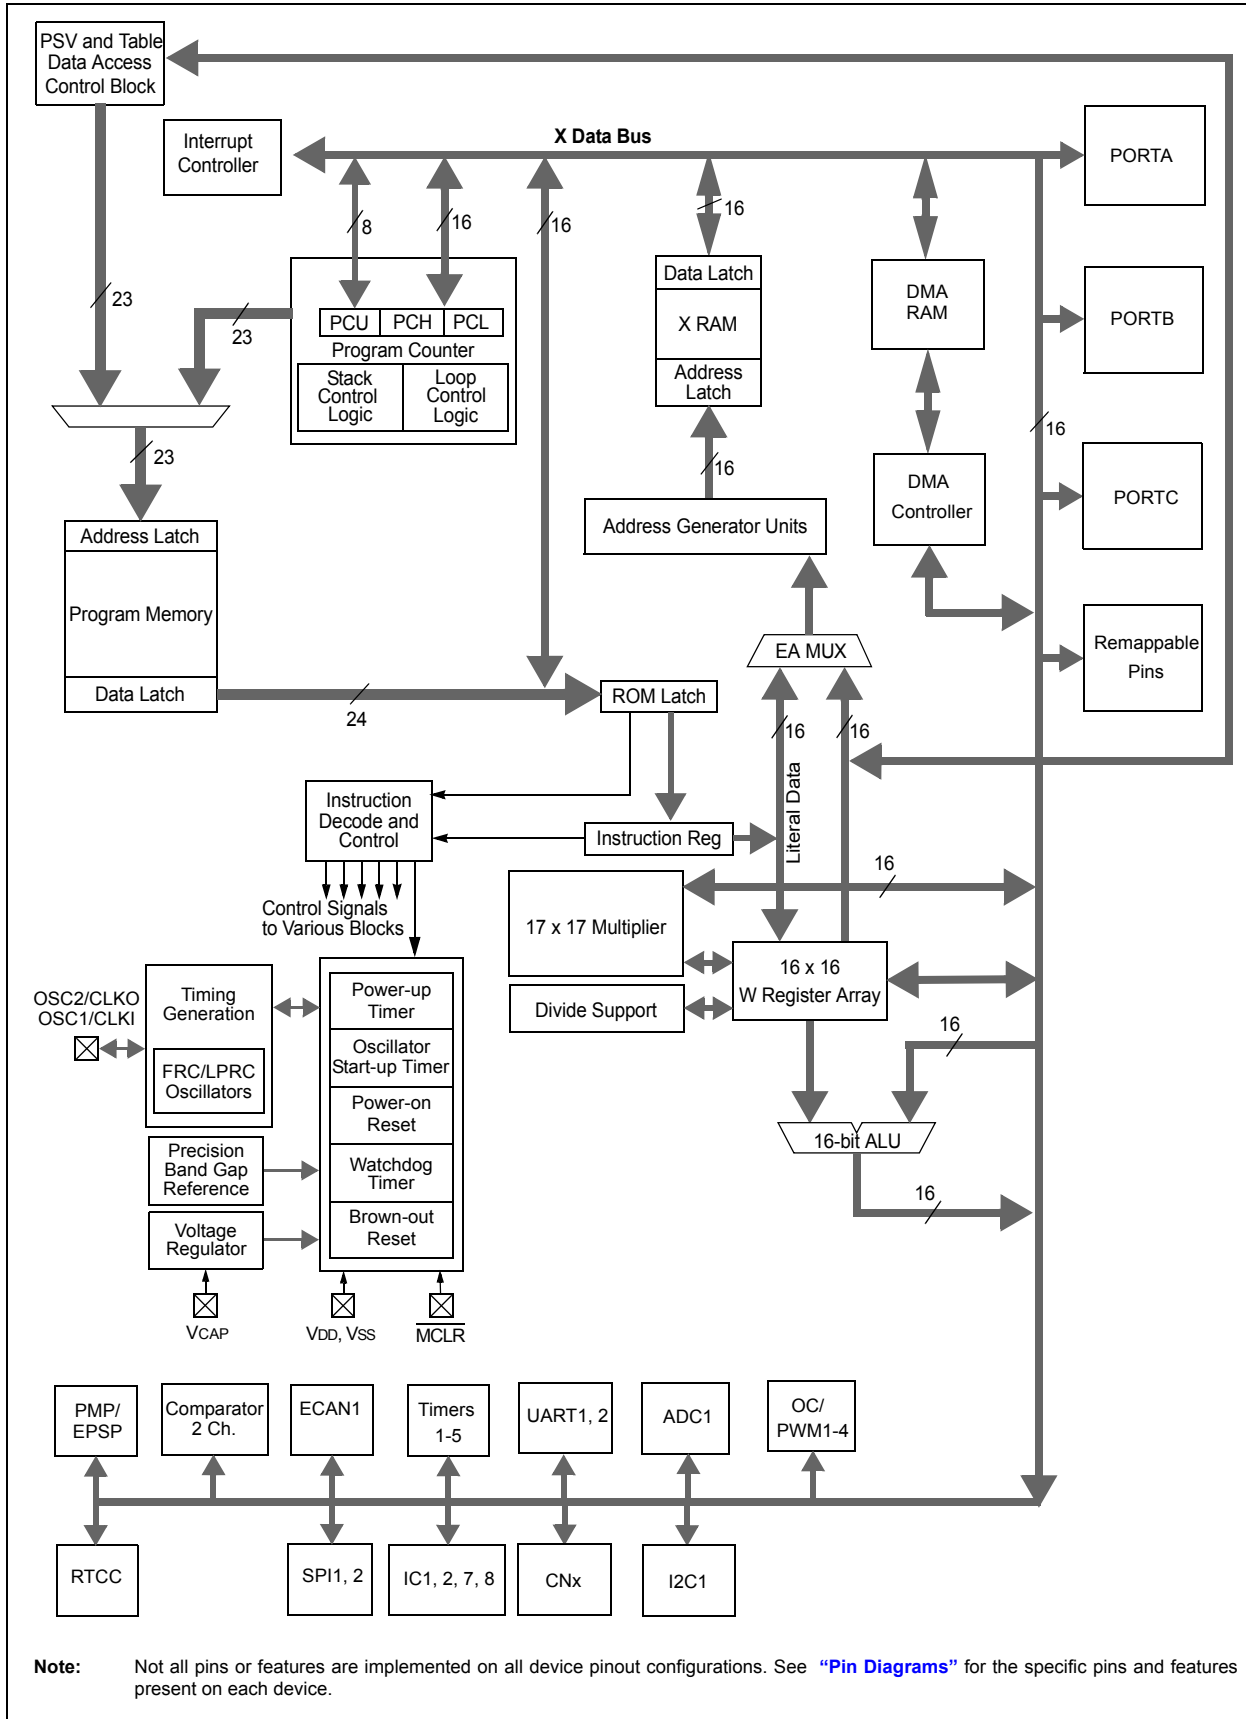 PSV and Table
Data Access
Control Block
Interrupt
Controller
X Data Bus
PORTA
8
16
16
16
23
23
Data Latch
X RAM
Address
Latch
DMA
RAM
PORTB
PCU
PCH
PCL
Program Counter
Stack
Control
Logic
Loop
Control
Logic
16
23
16
DMA
Controller
PORTC
Address Latch
Program Memory
Data Latch
Address Generator Units
EA MUX
Remappable
Pins
24
ROM Latch
16
16
Literal Data
Instruction
Decode and
Control
Instruction Reg
16
Control Signals
to Various Blocks
17 x 17 Multiplier
16 x 16
W Register Array
Divide Support
16
OSC2/CLKO
OSC1/CLKI
Timing
Generation
FRC/LPRC
Oscillators
Power-up
Timer
Oscillator
Start-up Timer
Power-on
Reset
Watchdog
Timer
Brown-out
Reset
16-bit ALU
16
Precision
Band Gap
Reference
Voltage
Regulator
VCAP
VDD, VSS
MCLR
PMP/
EPSP
Comparator
2 Ch.
ECAN1
Timers
1-5
UART1, 2
ADC1
OC/
PWM1-4
RTCC
SPI1, 2
IC1, 2, 7, 8
CNx
I2C1
Note: Not all pins or features are implemented on all device pinout configurations. See “Pin Diagrams” for the specific pins and features
present on each device.